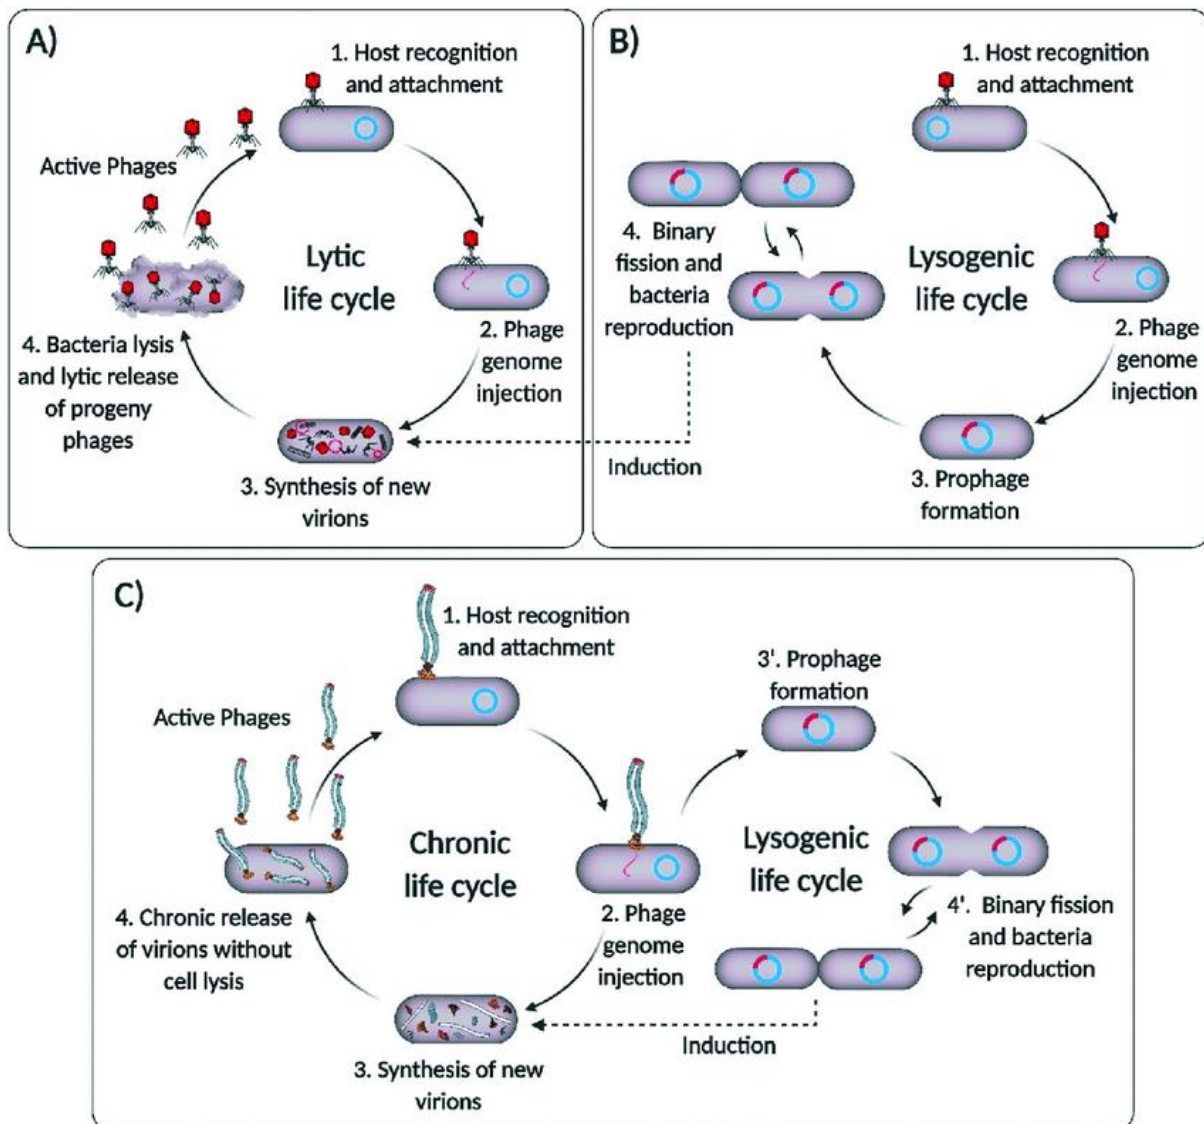 A)
1. Host recognition
and attachment
Active Phages
Lytic
life cycle
2. Phage
genome
injection
3. Synthesis of new
virions
4. Bacteria lysis
and lytic release
of progeny
phages
B)
1. Host recognition
and attachment
Lysogenic
life cycle
2. Phage
genome
injection
3. Prophage
formation
4. Binary
fission and
bacteria
reproduction
Induction
C)
1. Host recognition
and attachment
Active Phages
Chronic
life cycle
2. Phage
genome
injection
3. Synthesis of new
virions
4. Chronic release
of virions without
cell lysis
3'. Prophage
formation
Lysogenic
life cycle
4'. Binary fission
and bacteria
reproduction
Induction